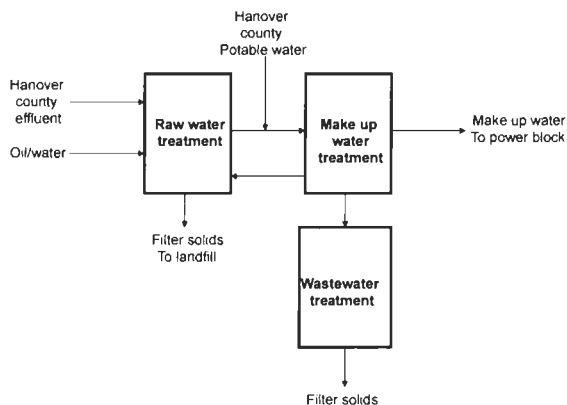 Hanover
county
Potable water
Hanover
county
effluent
Oil/water
Raw water
treatment
Make up
water
treatment
Make up water
To power block
Filter solids
To landfill
Wastewater
treatment
Filter solids